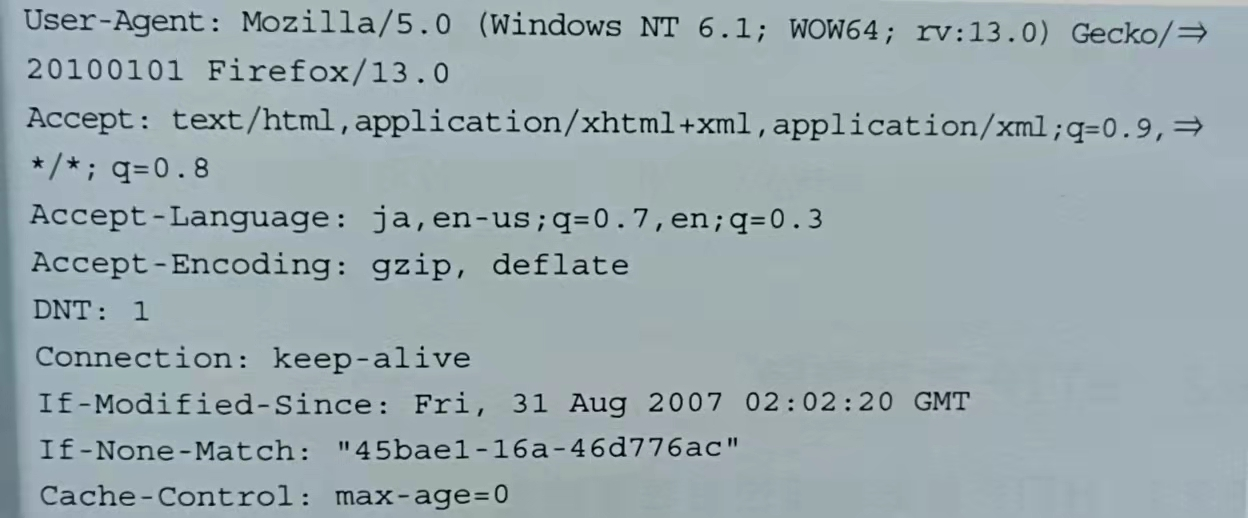 User-Agent: Mozilla/5.0 (Windows NT 6.1; WOW64; rv:13.0) Gecko/⇒
20100101 Firefox/13.0
Accept: text/html,application/xhtml+xml,application/xml;q=0.9,⇒
*/*; q=0.8
Accept-Language: ja,en-us;q=0.7,en;q=0.3
Accept-Encoding: gzip, deflate
DNT: 1
Connection: keep-alive
If-Modified-Since: Fri, 31 Aug 2007 02:02:20 GMT
If-None-Match: "45bae1-16a-46d776ac"
Cache-Control: max-age=0